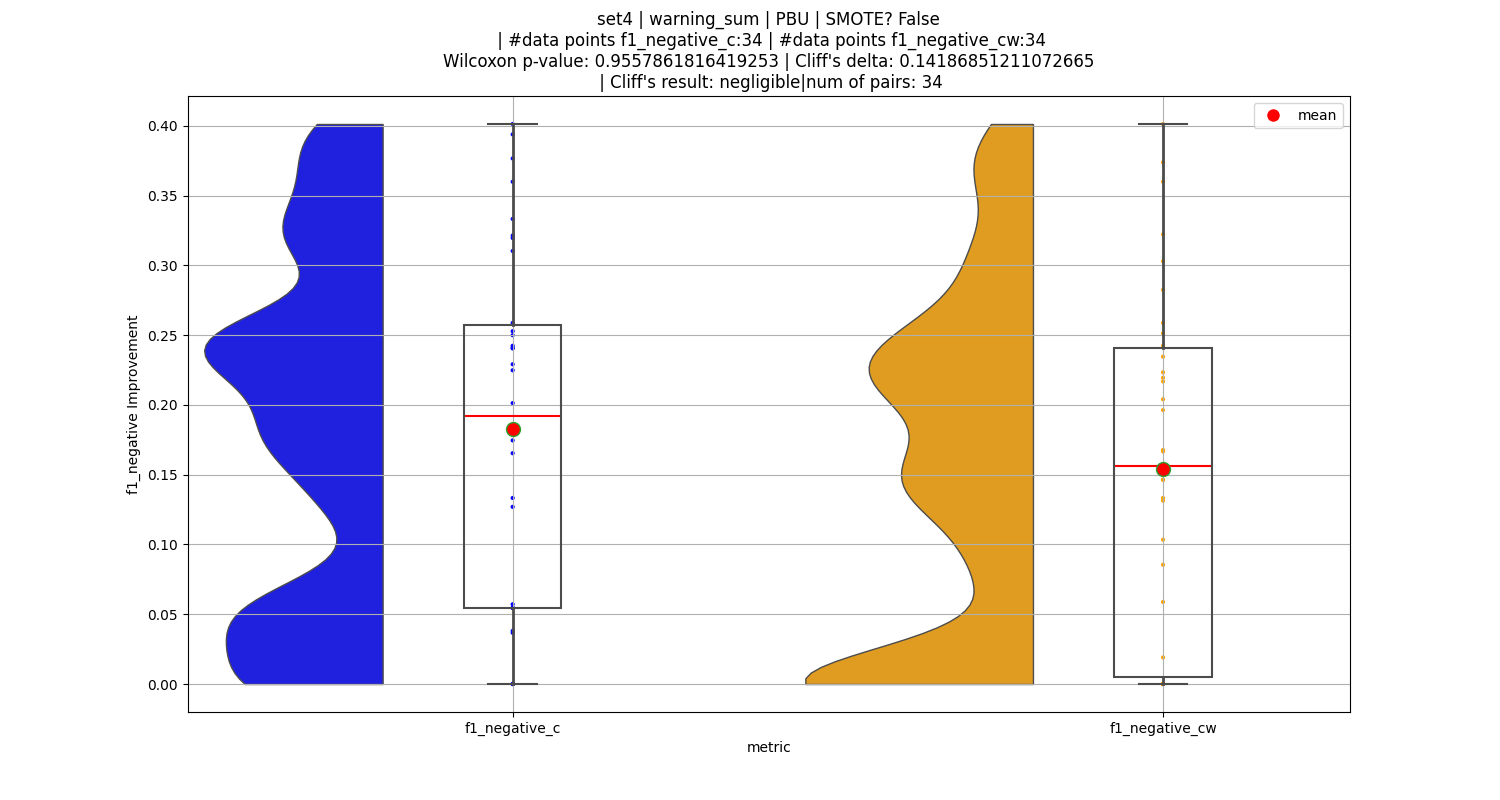 set4 | warning_sum | PBU | SMOTE? False
| #data points f1_negative_c:34 | #data points f1_negative_cw:34
Wilcoxon p-value: 0.9557861816419253 | Cliff's delta: 0.14186851211072665
| Cliff's result: negligible|num of pairs: 34
mean
0.40
0.35
0.30
0.25
0.20
0.15
0.10
0.05
0.00
f1_negative Improvement
f1_negative_c
f1_negative_cw
metric